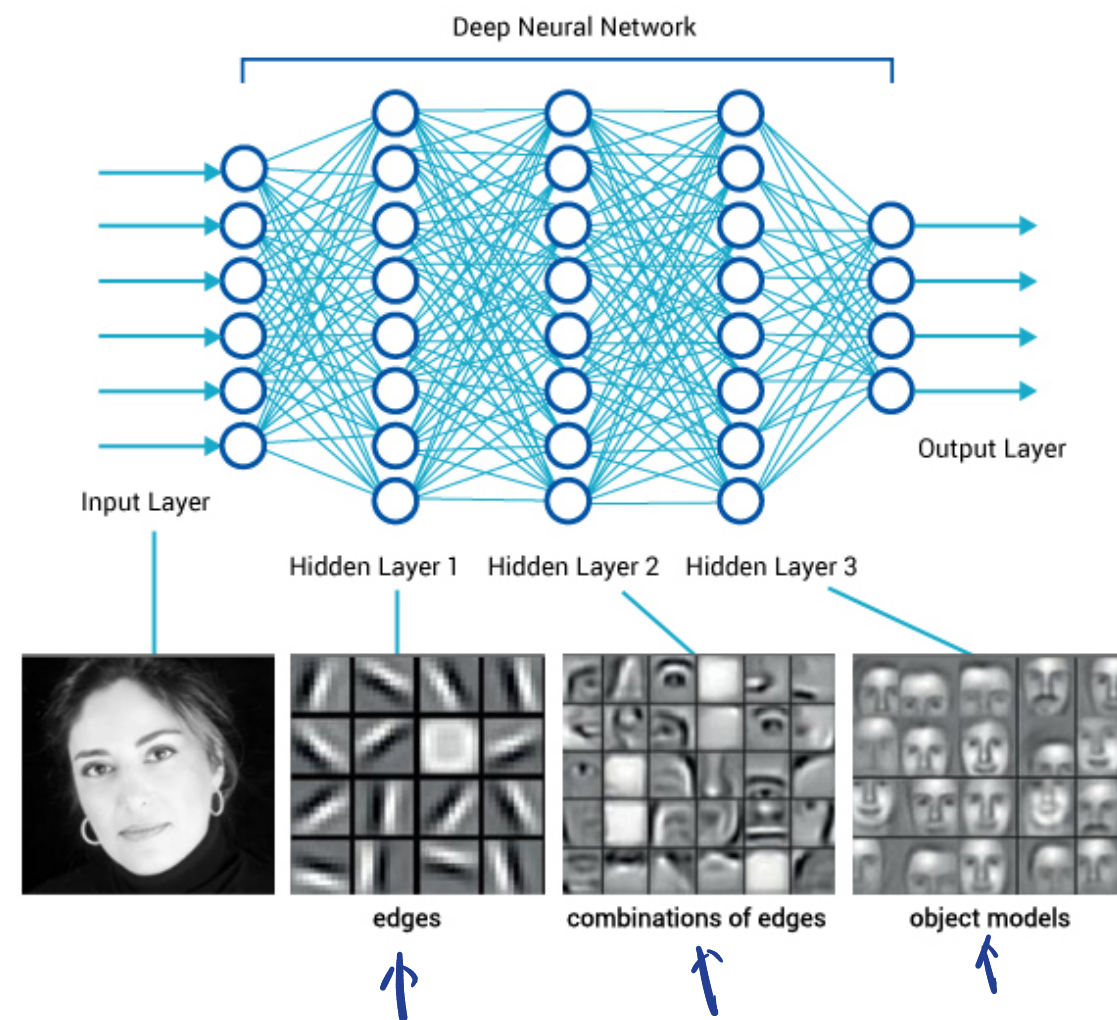 Deep Neural Network
Output Layer
Input Layer
Hidden Layer 1 Hidden Layer 2 Hidden Layer 3
edges combinations of edges object models